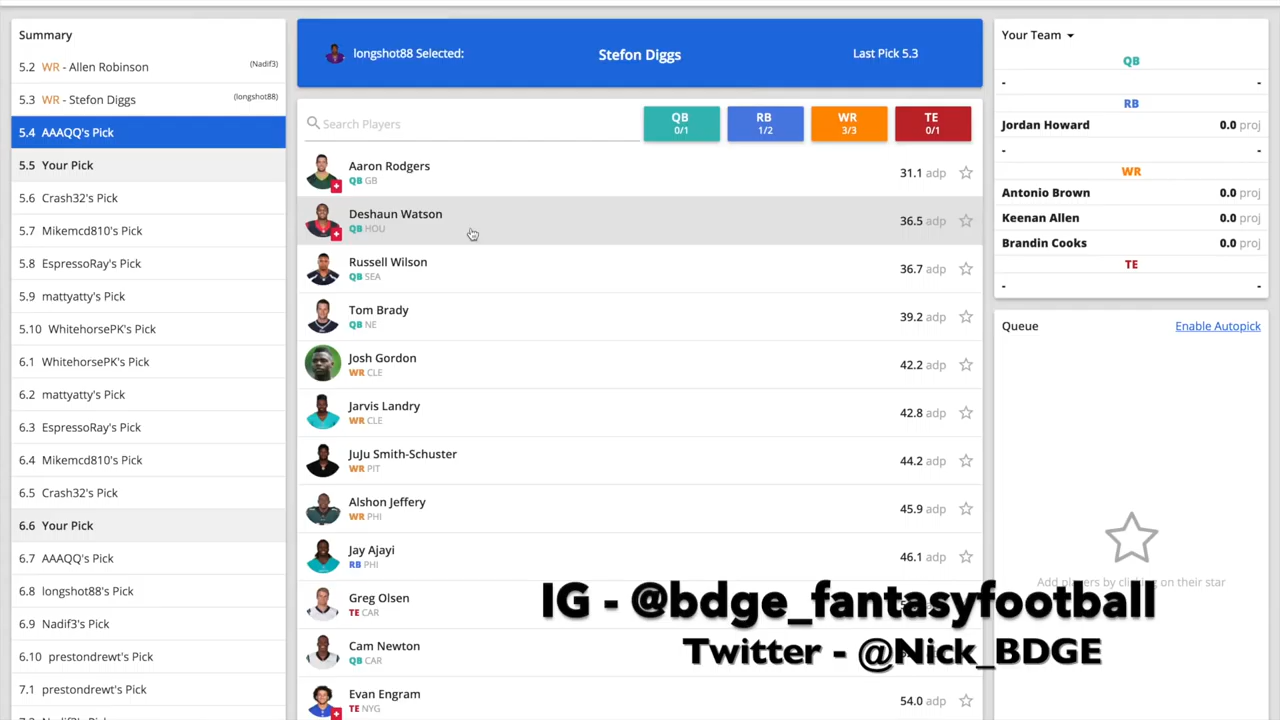 Summary
5.2 WR - Allen Robinson (Nadif3)
5.3 WR - Stefon Diggs (longshot88)
5.4 AAAQQ's Pick
5.5 Your Pick
5.6 Crash32's Pick
5.7 Mikemcd810's Pick
5.8 EspressoRay's Pick
5.9 mattyatty's Pick
5.10 WhitehorsePK's Pick
6.1 WhitehorsePK's Pick
6.2 mattyatty's Pick
6.3 EspressoRay's Pick
6.4 Mikemcd810's Pick
6.5 Crash32's Pick
6.6 Your Pick
6.7 AAAQQ's Pick
6.8 longshot88's Pick
6.9 Nadif3's Pick
6.10 prestondrewt's Pick
7.1 prestondrewt's Pick
longshot88 Selected: Stefon Diggs Last Pick 5.3
Search Players
QB RB WR TE
0/1 1/2 3/3 0/1
Aaron Rodgers
QB GB
31.1 adp
Deshaun Watson
QB HOU
36.5 adp
Russell Wilson
QB SEA
36.7 adp
Tom Brady
QB NE
39.2 adp
Josh Gordon
WR CLE
42.2 adp
Jarvis Landry
WR CLE
42.8 adp
JuJu Smith-Schuster
WR PIT
44.2 adp
Alshon Jeffery
WR PHI
45.9 adp
Jay Ajayi
RB PHI
46.1 adp
Greg Olsen
TE CAR
Cam Newton
QB CAR
Evan Engram
TE NYG
54.0 adp
Your Team
QB
- -
RB
Jordan Howard 0.0 proj
- -
WR
Antonio Brown 0.0 proj
Keenan Allen 0.0 proj
Brandin Cooks 0.0 proj
TE
- -
Queue Enable Autopick
Add players by clicking on their star
IG - @bdge_fantasyfootball
Twitter - @Nick_BDGE